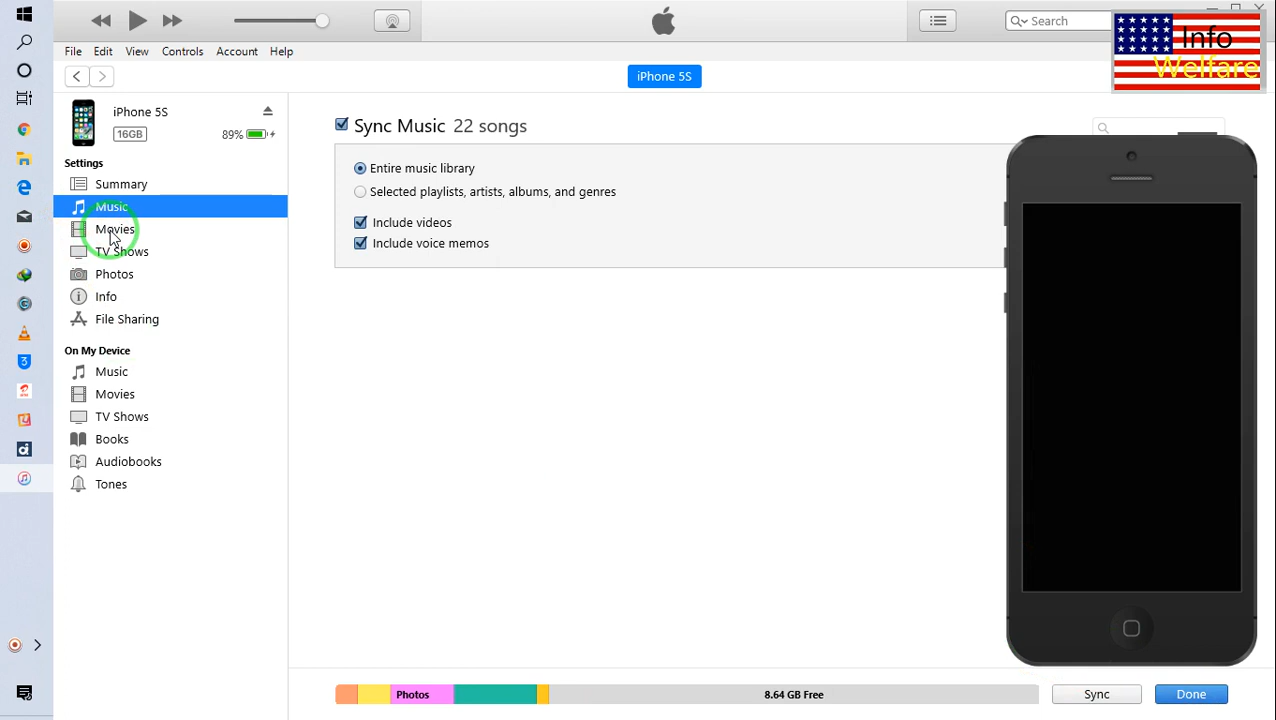 Search
Info
Welfare
File Edit View Controls Account Help
iPhone 5S
iPhone 5S
16GB
89%
Settings
Summary
Music
Movies
TV Shows
Photos
Info
File Sharing
On My Device
Music
Movies
TV Shows
Books
Audiobooks
Tones
Sync Music 22 songs
Entire music library
Selected playlists, artists, albums, and genres
Include videos
Include voice memos
Photos
8.64 GB Free
Sync
Done